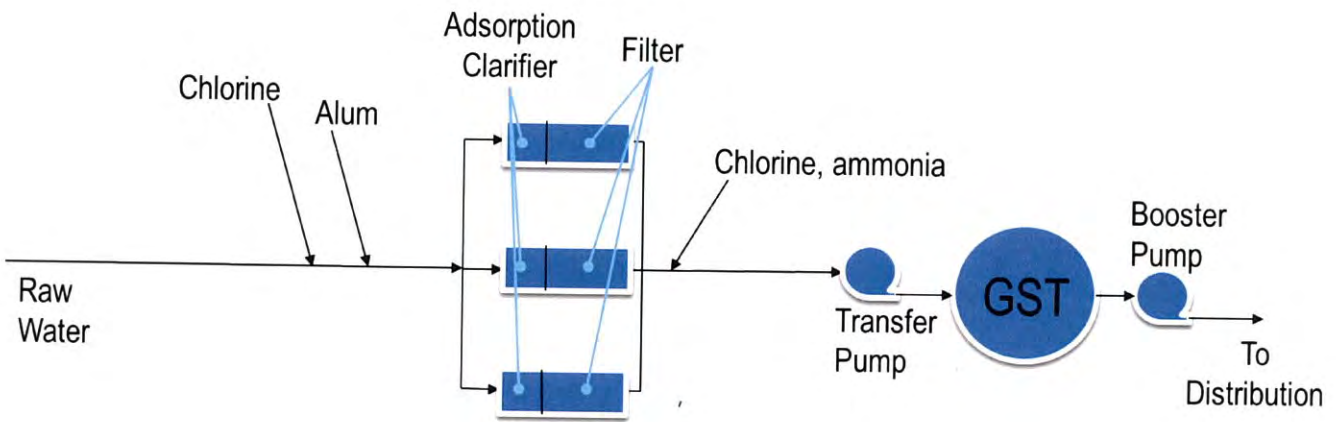 Adsorption
Clarifier
Filter
Chlorine
Alum
Chlorine, ammonia
Booster
Pump
Raw
Water
Transfer
Pump
GST
To
Distribution